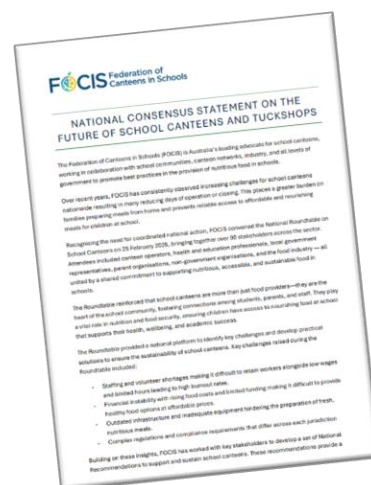 FOCIS Federation of
Canteens in Schools
NATIONAL CONSENSUS STATEMENT ON THE
FUTURE OF SCHOOL CANTEENS AND TUCKSHOPS
The Federation of Canteens in Schools (FOCIS) is Australia's leading advocate for school canteens,
working in collaboration with school communities, canteen networks, industry, and all levels of
government to promote best practices in the provision of nutritious food in schools.
Over recent years, FOCIS has consistently observed increasing challenges for school canteens
nationwide resulting in many reducing days of operation or closing. This places a greater burden on
families preparing meals from home and prevents reliable access to affordable and nourishing
meals for children at school.
Recognising the need for coordinated national action, FOCIS convened the National Roundtable on
School Canteens on 25 February 2025, bringing together over 90 stakeholders across the sector.
Attendees included canteen operators, health and education professionals, local government
representatives, parent organisations, non-government organisations, and the food industry — all
united by a shared commitment to supporting nutritious, accessible, and sustainable food in
schools.
The Roundtable reinforced that school canteens are more than just food providers—they are the
heart of the school community, fostering connections among students, parents, and staff. They play
a vital role in nutrition and food security, ensuring children have access to nourishing food at school
that supports their health, wellbeing, and academic success.
The Roundtable provided a national platform to identify key challenges and develop practical
solutions to ensure the sustainability of school canteens. Key challenges raised during the
Roundtable included:
- Staffing and volunteer shortages making it difficult to retain workers alongside low wages
and limited hours leading to high burnout rates.
- Financial instability with rising food costs and limited funding making it difficult to provide
healthy food options at affordable prices.
- Outdated infrastructure and inadequate equipment hindering the preparation of fresh,
nutritious meals.
- Complex regulations and compliance requirements that differ across each jurisdiction
Building on these insights, FOCIS has worked with key stakeholders to develop a set of National
Recommendations to support and sustain school canteens. These recommendations provide a